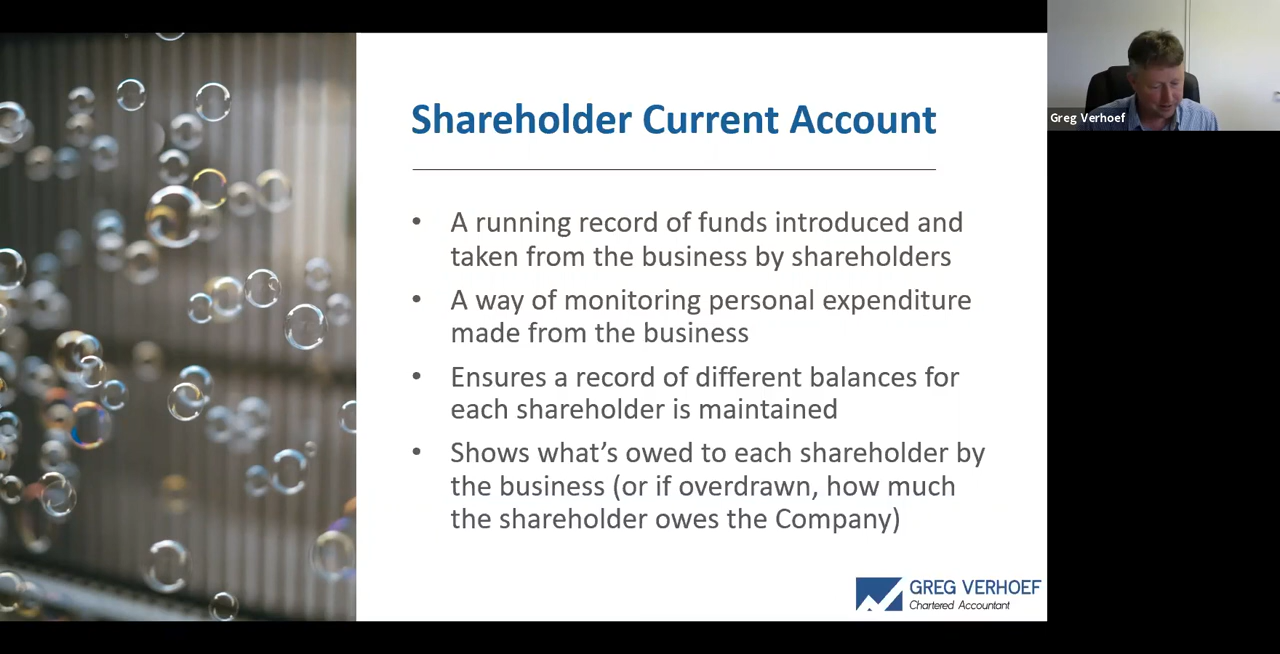 Shareholder Current Account
• A running record of funds introduced and
taken from the business by shareholders
• A way of monitoring personal expenditure
made from the business
• Ensures a record of different balances for
each shareholder is maintained
• Shows what’s owed to each shareholder by
the business (or if overdrawn, how much
the shareholder owes the Company)
GREG VERHOEF
Chartered Accountant
Greg Verhoef